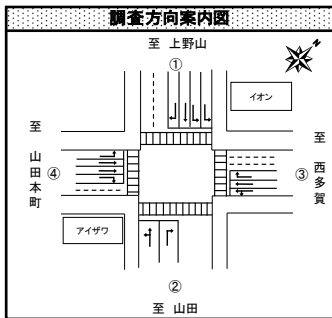 調査方向案内図
至 上野山
①
N
イオン
至 山田本町
④
至 西多賀
③
アイザワ
②
至 山田